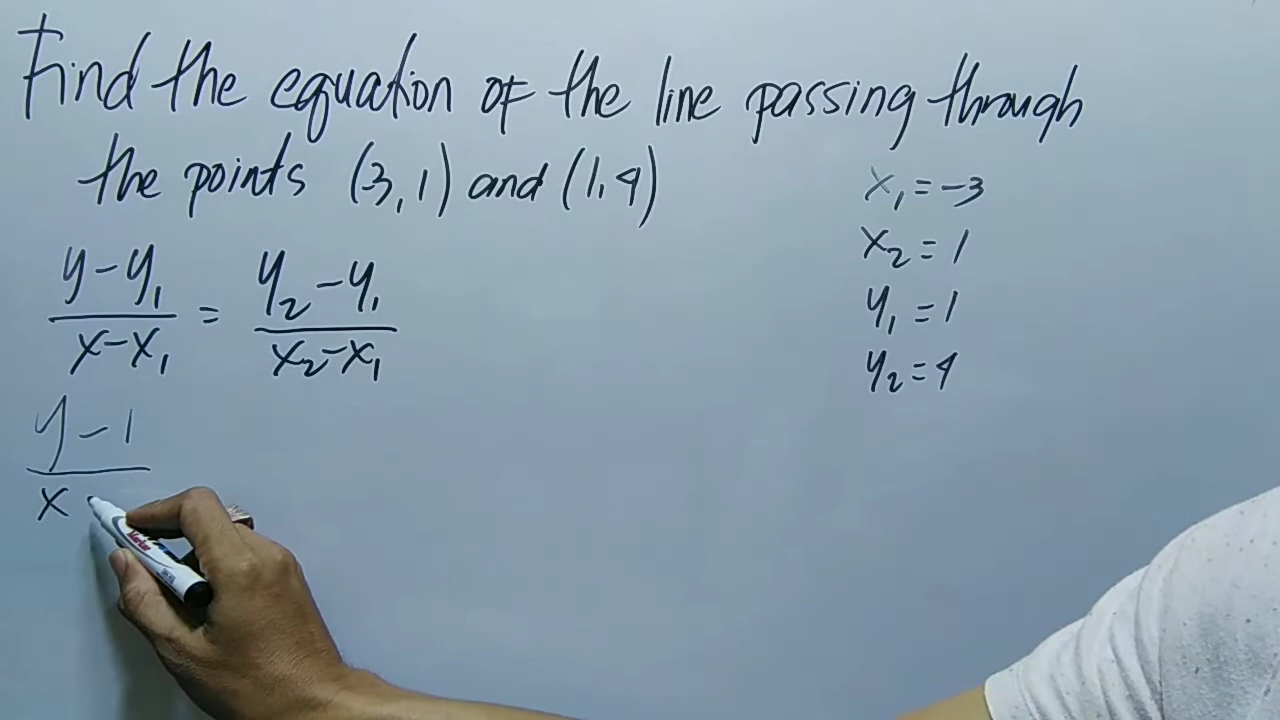 Find the equation of the line passing through
the points (-3, 1) and (1, 4)
x₁ = -3
x₂ = 1
y₁ = 1
y₂ = 4
(y - y₁)/(x - x₁) = (y₂ - y₁)/(x₂ - x₁)
y - 1
x
Marker